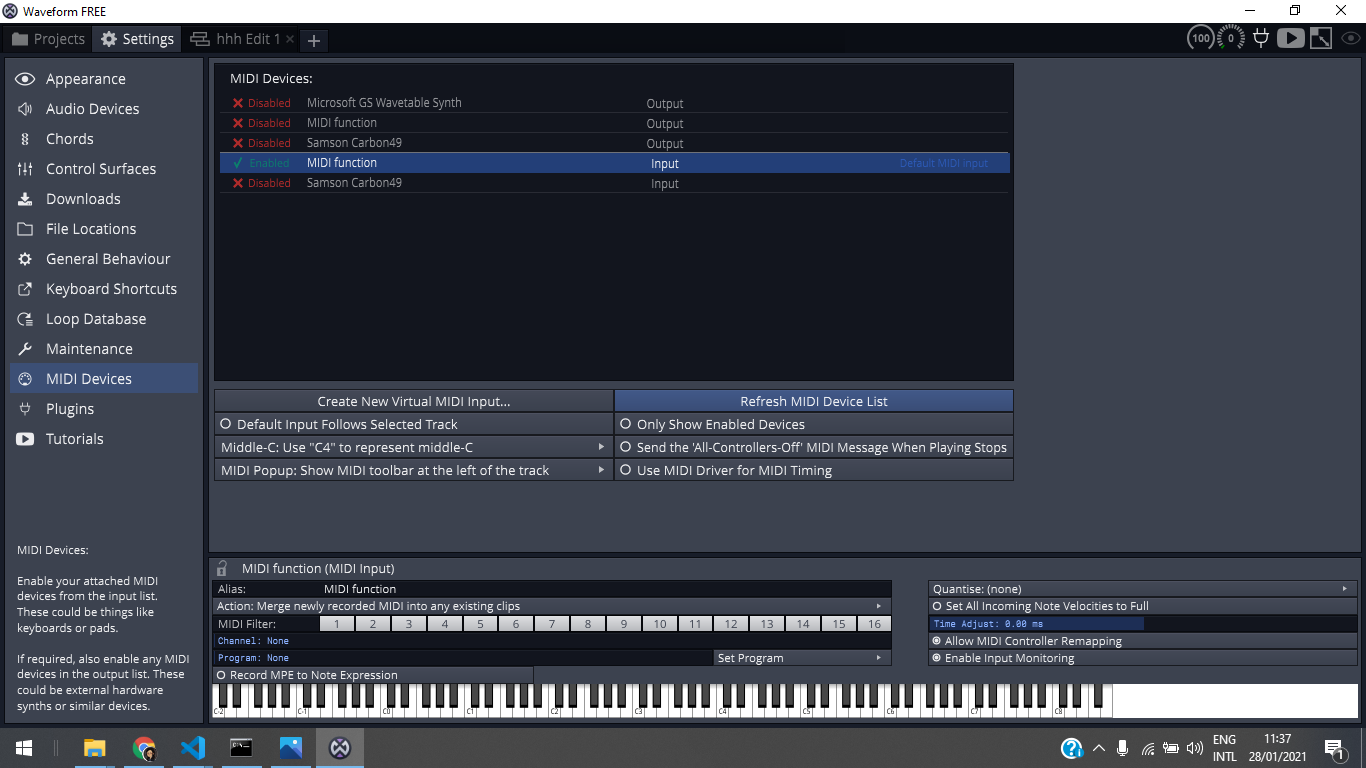 Waveform FREE
Projects
Settings
hhh Edit 1
100
0
Appearance
Audio Devices
Chords
Control Surfaces
Downloads
File Locations
General Behaviour
Keyboard Shortcuts
Loop Database
Maintenance
MIDI Devices
Plugins
Tutorials
MIDI Devices:
Enable your attached MIDI
devices from the input list.
These could be things like
keyboards or pads.
If required, also enable any MIDI
devices in the output list. These
could be external hardware
synths or similar devices.
MIDI Devices:
Disabled Microsoft GS Wavetable Synth Output
Disabled MIDI function Output
Disabled Samson Carbon49 Output
Enabled MIDI function Input Default MIDI input
Disabled Samson Carbon49 Input
Create New Virtual MIDI Input... Refresh MIDI Device List
Default Input Follows Selected Track Only Show Enabled Devices
Middle-C: Use "C4" to represent middle-C Send the 'All-Controllers-Off' MIDI Message When Playing Stops
MIDI Popup: Show MIDI toolbar at the left of the track Use MIDI Driver for MIDI Timing
MIDI function (MIDI Input)
Alias: MIDI function Quantise: (none)
Action: Merge newly recorded MIDI into any existing clips Set All Incoming Note Velocities to Full
MIDI Filter: 1 2 3 4 5 6 7 8 9 10 11 12 13 14 15 16 Time Adjust: 0.00 ms
Channel: None Allow MIDI Controller Remapping
Program: None Set Program Enable Input Monitoring
Record MPE to Note Expression
C-2 C-1 C0 C1 C2 C3 C4 C5 C6 C7 C8
ENG
INTL
11:37
28/01/2021
1